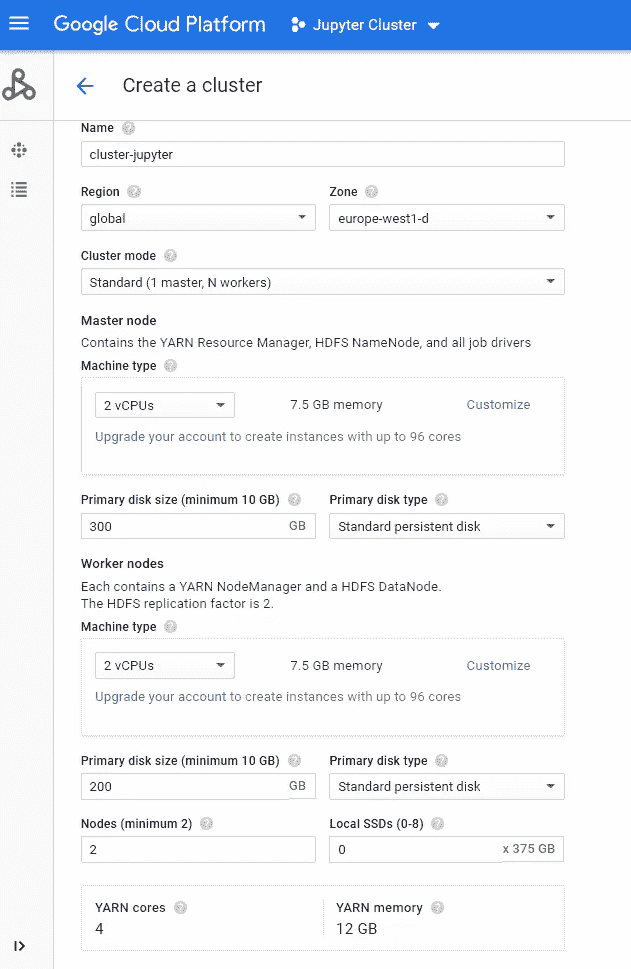 Google Cloud Platform Jupyter Cluster
Create a cluster
Name
cluster-jupyter
Region Zone
global europe-west1-d
Cluster mode
Standard (1 master, N workers)
Master node
Contains the YARN Resource Manager, HDFS NameNode, and all job drivers
Machine type
2 vCPUs 7.5 GB memory Customize
Upgrade your account to create instances with up to 96 cores
Primary disk size (minimum 10 GB) Primary disk type
300 GB Standard persistent disk
Worker nodes
Each contains a YARN NodeManager and a HDFS DataNode.
The HDFS replication factor is 2.
Machine type
2 vCPUs 7.5 GB memory Customize
Upgrade your account to create instances with up to 96 cores
Primary disk size (minimum 10 GB) Primary disk type
200 GB Standard persistent disk
Nodes (minimum 2) Local SSDs (0-8)
2 0 x 375 GB
YARN cores YARN memory
4 12 GB